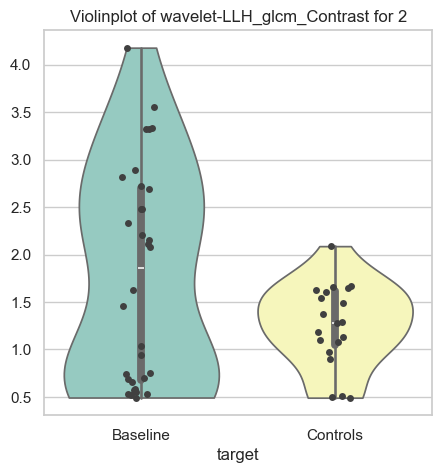 Violinplot of wavelet-LLH_glcm_Contrast for 2
4.0
3.5
3.0
2.5
2.0
1.5
1.0
0.5
Baseline
Controls
target